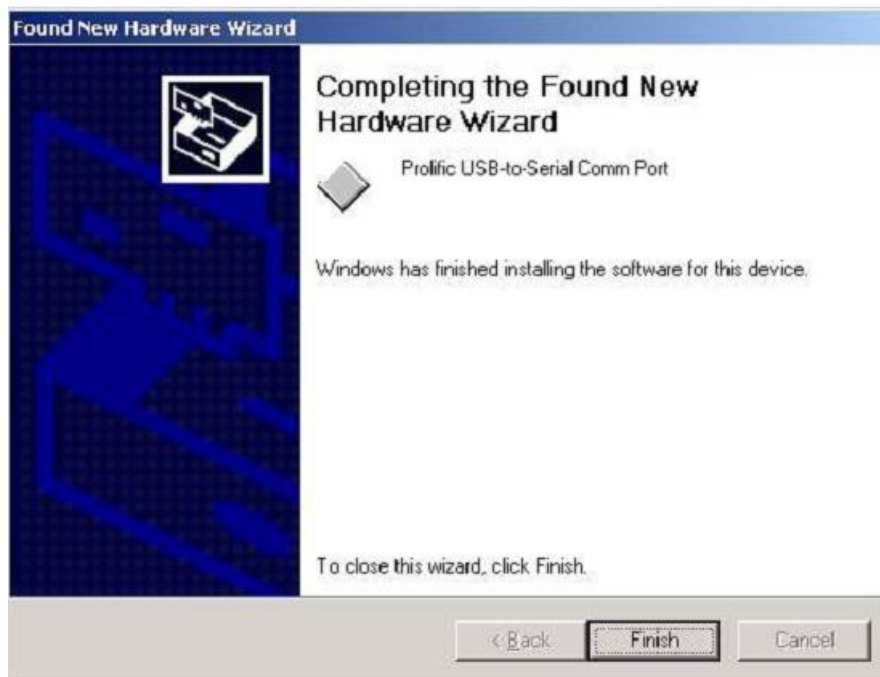 Found New Hardware Wizard
Completing the Found New
Hardware Wizard
Prolific USB-to-Serial Comm Port
Windows has finished installing the software for this device.
To close this wizard, click Finish.
< Back
Finish
Cancel